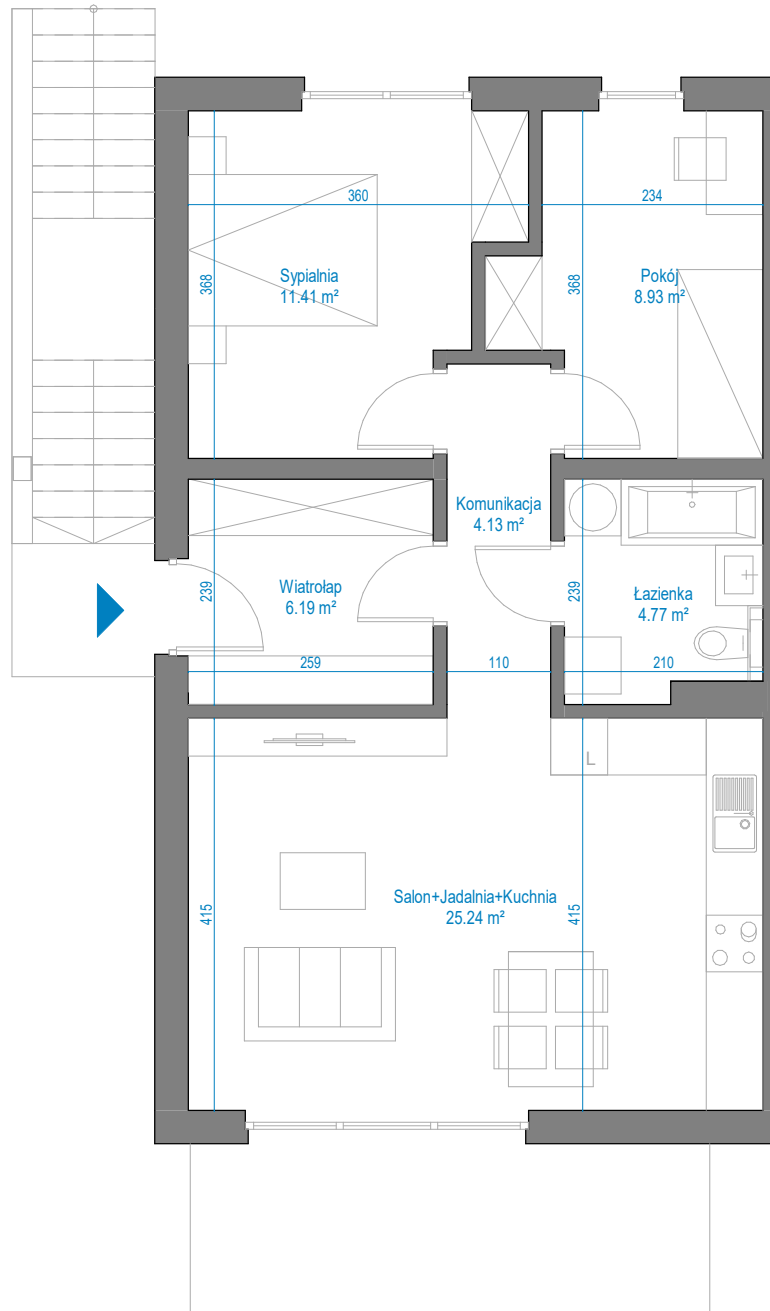 360
234
368
Sypialnia
11.41 m²
368
Pokój
8.93 m²
Komunikacja
4.13 m²
239
Wiatrołap
6.19 m²
239
Łazienka
4.77 m²
259
110
210
L
415
Salon+Jadalnia+Kuchnia
25.24 m²
415